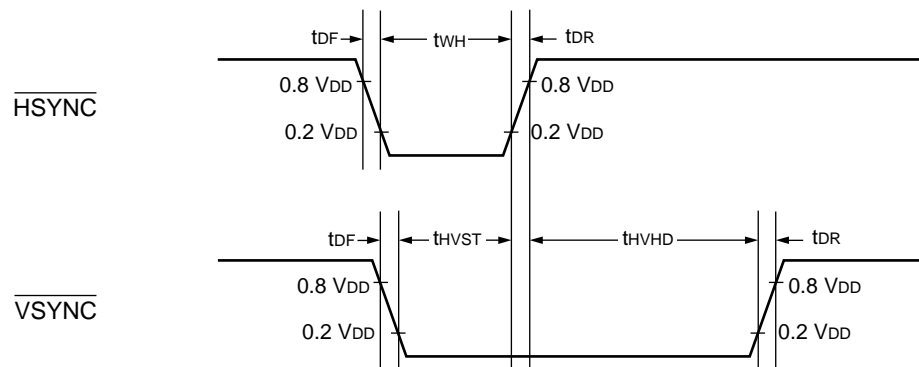 tDF tWH tDR
HSYNC
0.8 VDD 0.8 VDD
0.2 VDD 0.2 VDD
tDF tHVST tHVHD tDR
VSYNC
0.8 VDD 0.8 VDD
0.2 VDD 0.2 VDD